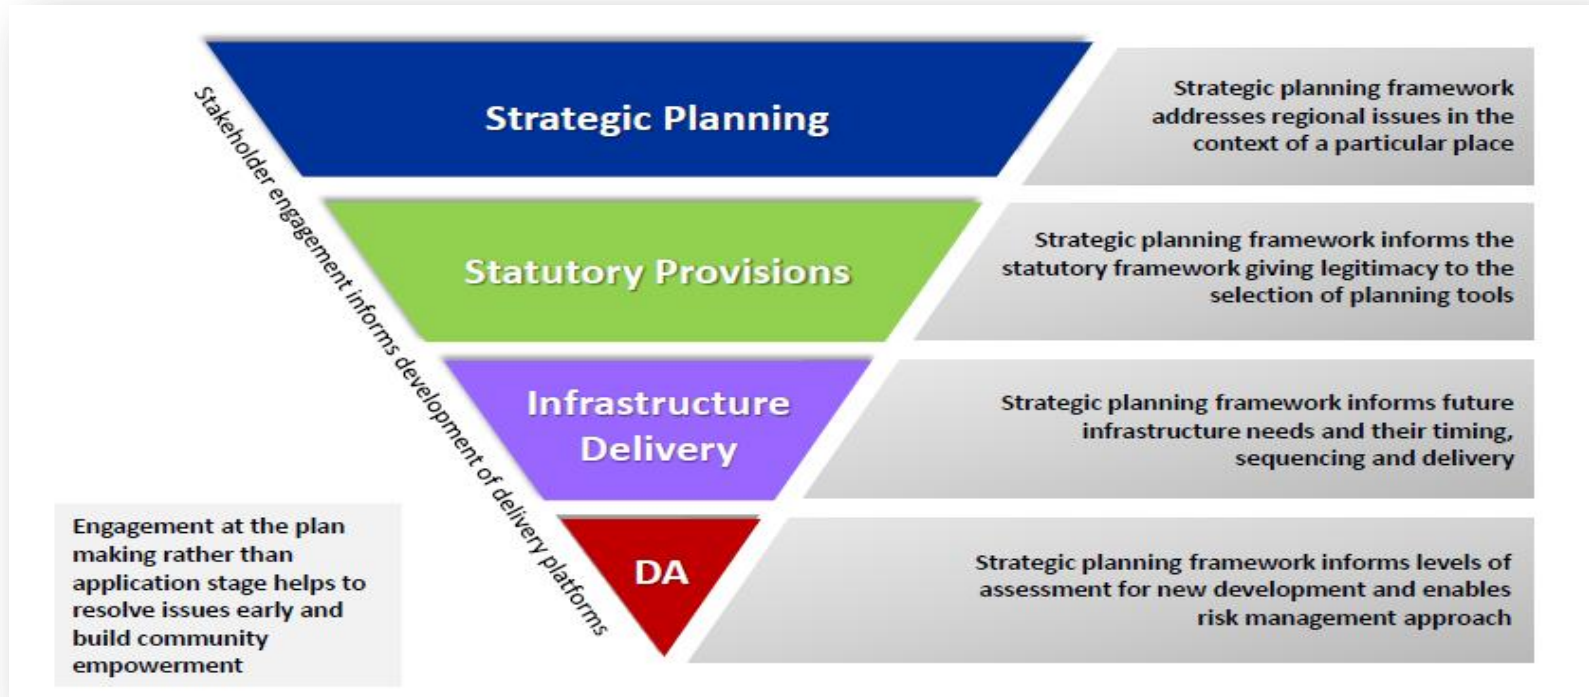 Strategic Planning
Strategic planning framework
addresses regional issues in the
context of a particular place
Statutory Provisions
Strategic planning framework informs the
statutory framework giving legitimacy to the
selection of planning tools
Infrastructure
Delivery
Strategic planning framework informs future
infrastructure needs and their timing,
sequencing and delivery
DA
Strategic planning framework informs levels of
assessment for new development and enables
risk management approach
Stakeholder engagement informs development of delivery platforms
Engagement at the plan
making rather than
application stage helps to
resolve issues early and
build community
empowerment